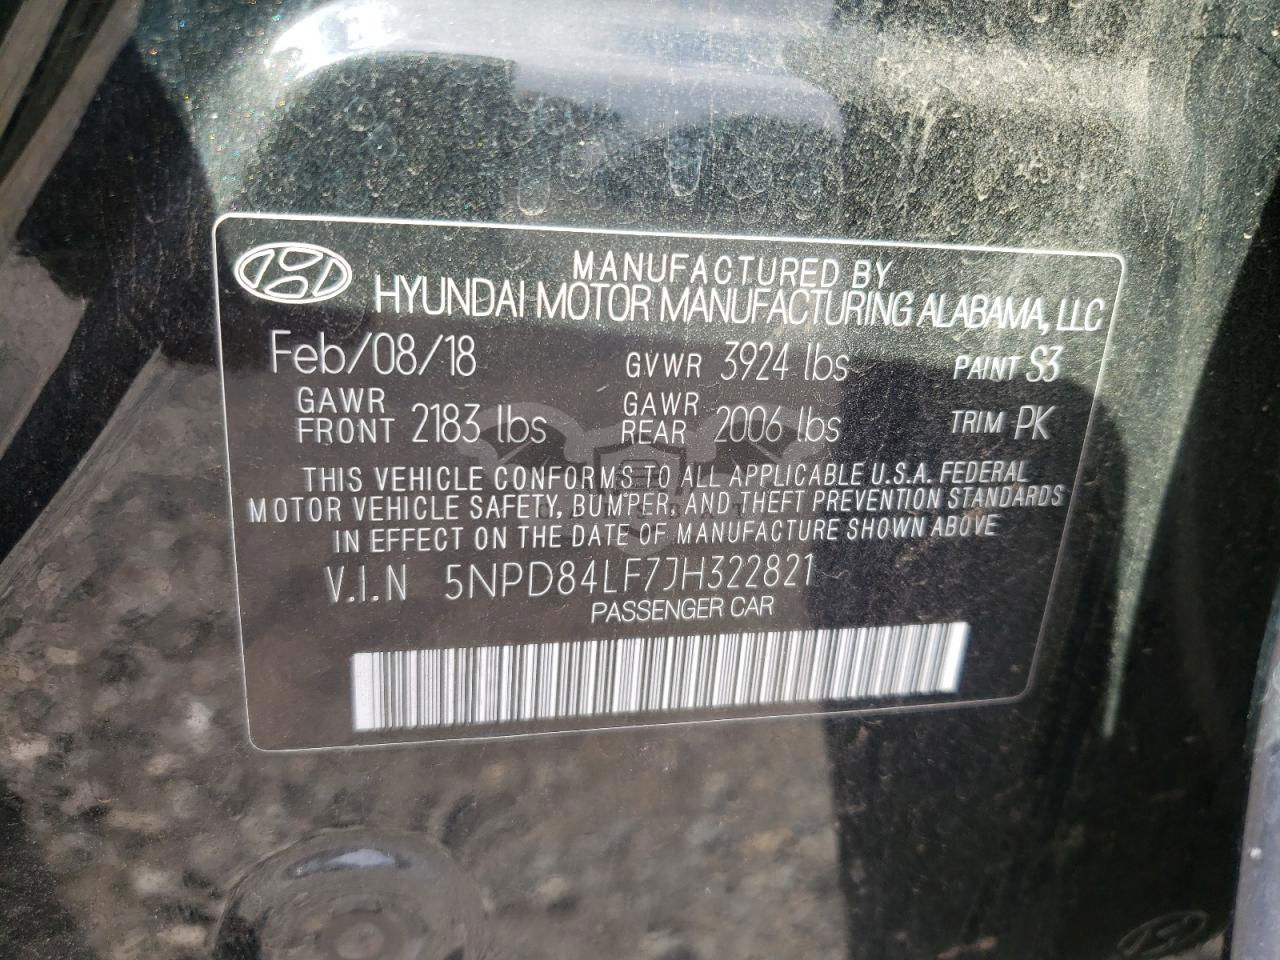 MANUFACTURED BY
HYUNDAI MOTOR MANUFACTURING ALABAMA, LLC
Feb/08/18 GVWR 3924 lbs PAINT S3
GAWR FRONT 2183 lbs GAWR REAR 2006 lbs TRIM PK
THIS VEHICLE CONFORMS TO ALL APPLICABLE U.S.A. FEDERAL
MOTOR VEHICLE SAFETY, BUMPER, AND THEFT PREVENTION STANDARDS
IN EFFECT ON THE DATE OF MANUFACTURE SHOWN ABOVE
V.I.N 5NPD84LF7JH322821
PASSENGER CAR